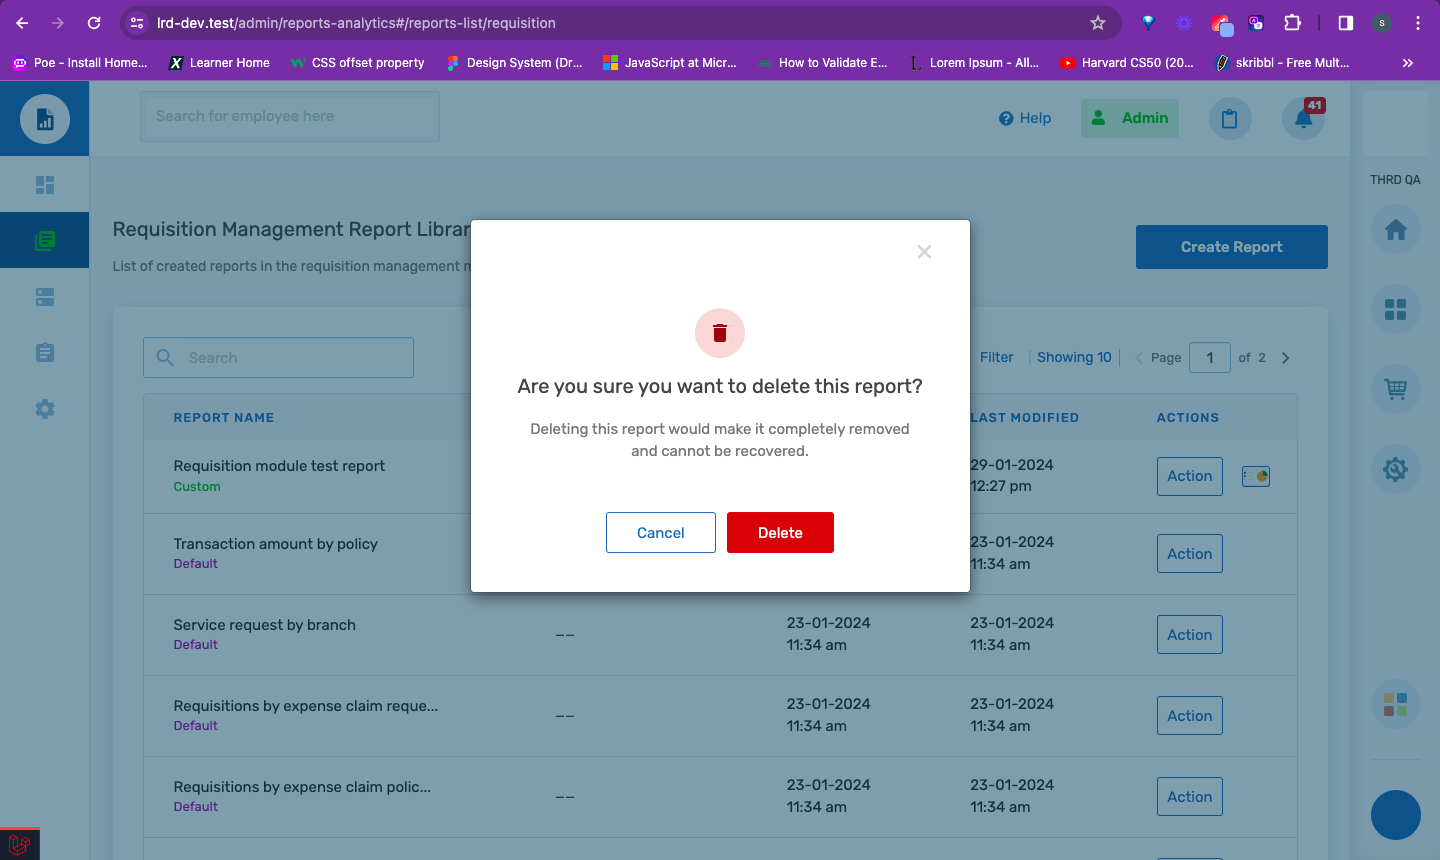 lrd-dev.test/admin/reports-analytics#/reports-list/requisition
S
Poe - Install Home...
Learner Home
CSS offset property
Design System (Dr...
JavaScript at Micr...
How to Validate E...
Lorem Ipsum - All...
Harvard CS50 (20...
skribbl - Free Mult...
Search for employee here
Help
Admin
41
THRD QA
Requisition Management Report Librar
List of created reports in the requisition management m
Create Report
Search
Filter
Showing 10
Page 1 of 2
REPORT NAME
LAST MODIFIED
ACTIONS
Requisition module test report
Custom
29-01-2024
12:27 pm
Action
Transaction amount by policy
Default
23-01-2024
11:34 am
Action
Service request by branch
Default
__
23-01-2024
11:34 am
23-01-2024
11:34 am
Action
Requisitions by expense claim reque...
Default
__
23-01-2024
11:34 am
23-01-2024
11:34 am
Action
Requisitions by expense claim polic...
Default
__
23-01-2024
11:34 am
23-01-2024
11:34 am
Action
Are you sure you want to delete this report?
Deleting this report would make it completely removed
and cannot be recovered.
Cancel
Delete